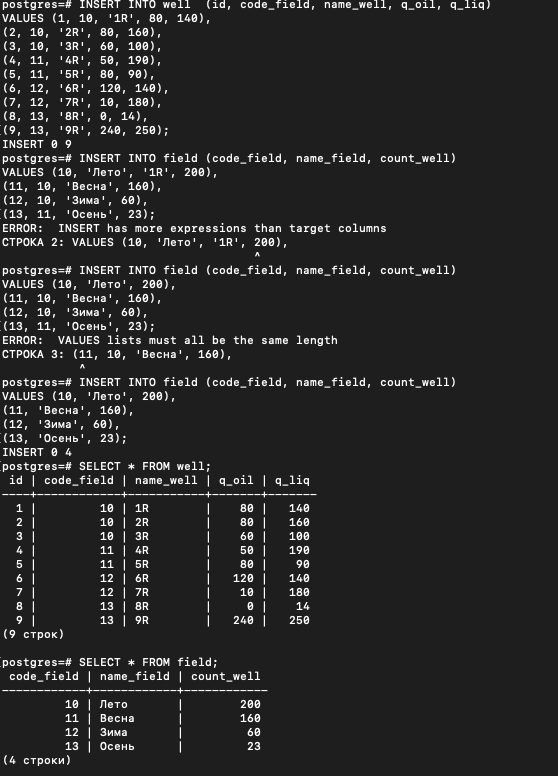 postgres=# INSERT INTO well  (id, code_field, name_well, q_oil, q_liq)
VALUES (1, 10, '1R', 80, 140),
(2, 10, '2R', 80, 160),
(3, 10, '3R', 60, 100),
(4, 11, '4R', 50, 190),
(5, 11, '5R', 80, 90),
(6, 12, '6R', 120, 140),
(7, 12, '7R', 10, 180),
(8, 13, '8R', 0, 14),
[(9, 13, '9R', 240, 250);
INSERT 0 9
postgres=# INSERT INTO field (code_field, name_field, count_well)
VALUES (10, 'Лето', '1R', 200),
(11, 10, 'Весна', 160),
(12, 10, 'Зима', 60),
[(13, 11, 'Осень', 23);
ERROR:  INSERT has more expressions than target columns
СТРОКА 2: VALUES (10, 'Лето', '1R', 200),
^
postgres=# INSERT INTO field (code_field, name_field, count_well)
VALUES (10, 'Лето', 200),
(11, 10, 'Весна', 160),
(12, 10, 'Зима', 60),
[(13, 11, 'Осень', 23);
ERROR:  VALUES lists must all be the same length
СТРОКА 3: (11, 10, 'Весна', 160),
^
postgres=# INSERT INTO field (code_field, name_field, count_well)
VALUES (10, 'Лето', 200),
(11, 'Весна', 160),
(12, 'Зима', 60),
[(13, 'Осень', 23);
INSERT 0 4
[postgres=# SELECT * FROM well;
 id | code_field | name_well | q_oil | q_liq
----+------------+-----------+-------+-------
  1 |         10 | 1R        |    80 |   140
  2 |         10 | 2R        |    80 |   160
  3 |         10 | 3R        |    60 |   100
  4 |         11 | 4R        |    50 |   190
  5 |         11 | 5R        |    80 |    90
  6 |         12 | 6R        |   120 |   140
  7 |         12 | 7R        |    10 |   180
  8 |         13 | 8R        |     0 |    14
  9 |         13 | 9R        |   240 |   250
(9 строк)
[postgres=# SELECT * FROM field;
 code_field | name_field | count_well
------------+------------+------------
         10 | Лето       |        200
         11 | Весна      |        160
         12 | Зима       |         60
         13 | Осень      |         23
(4 строки)